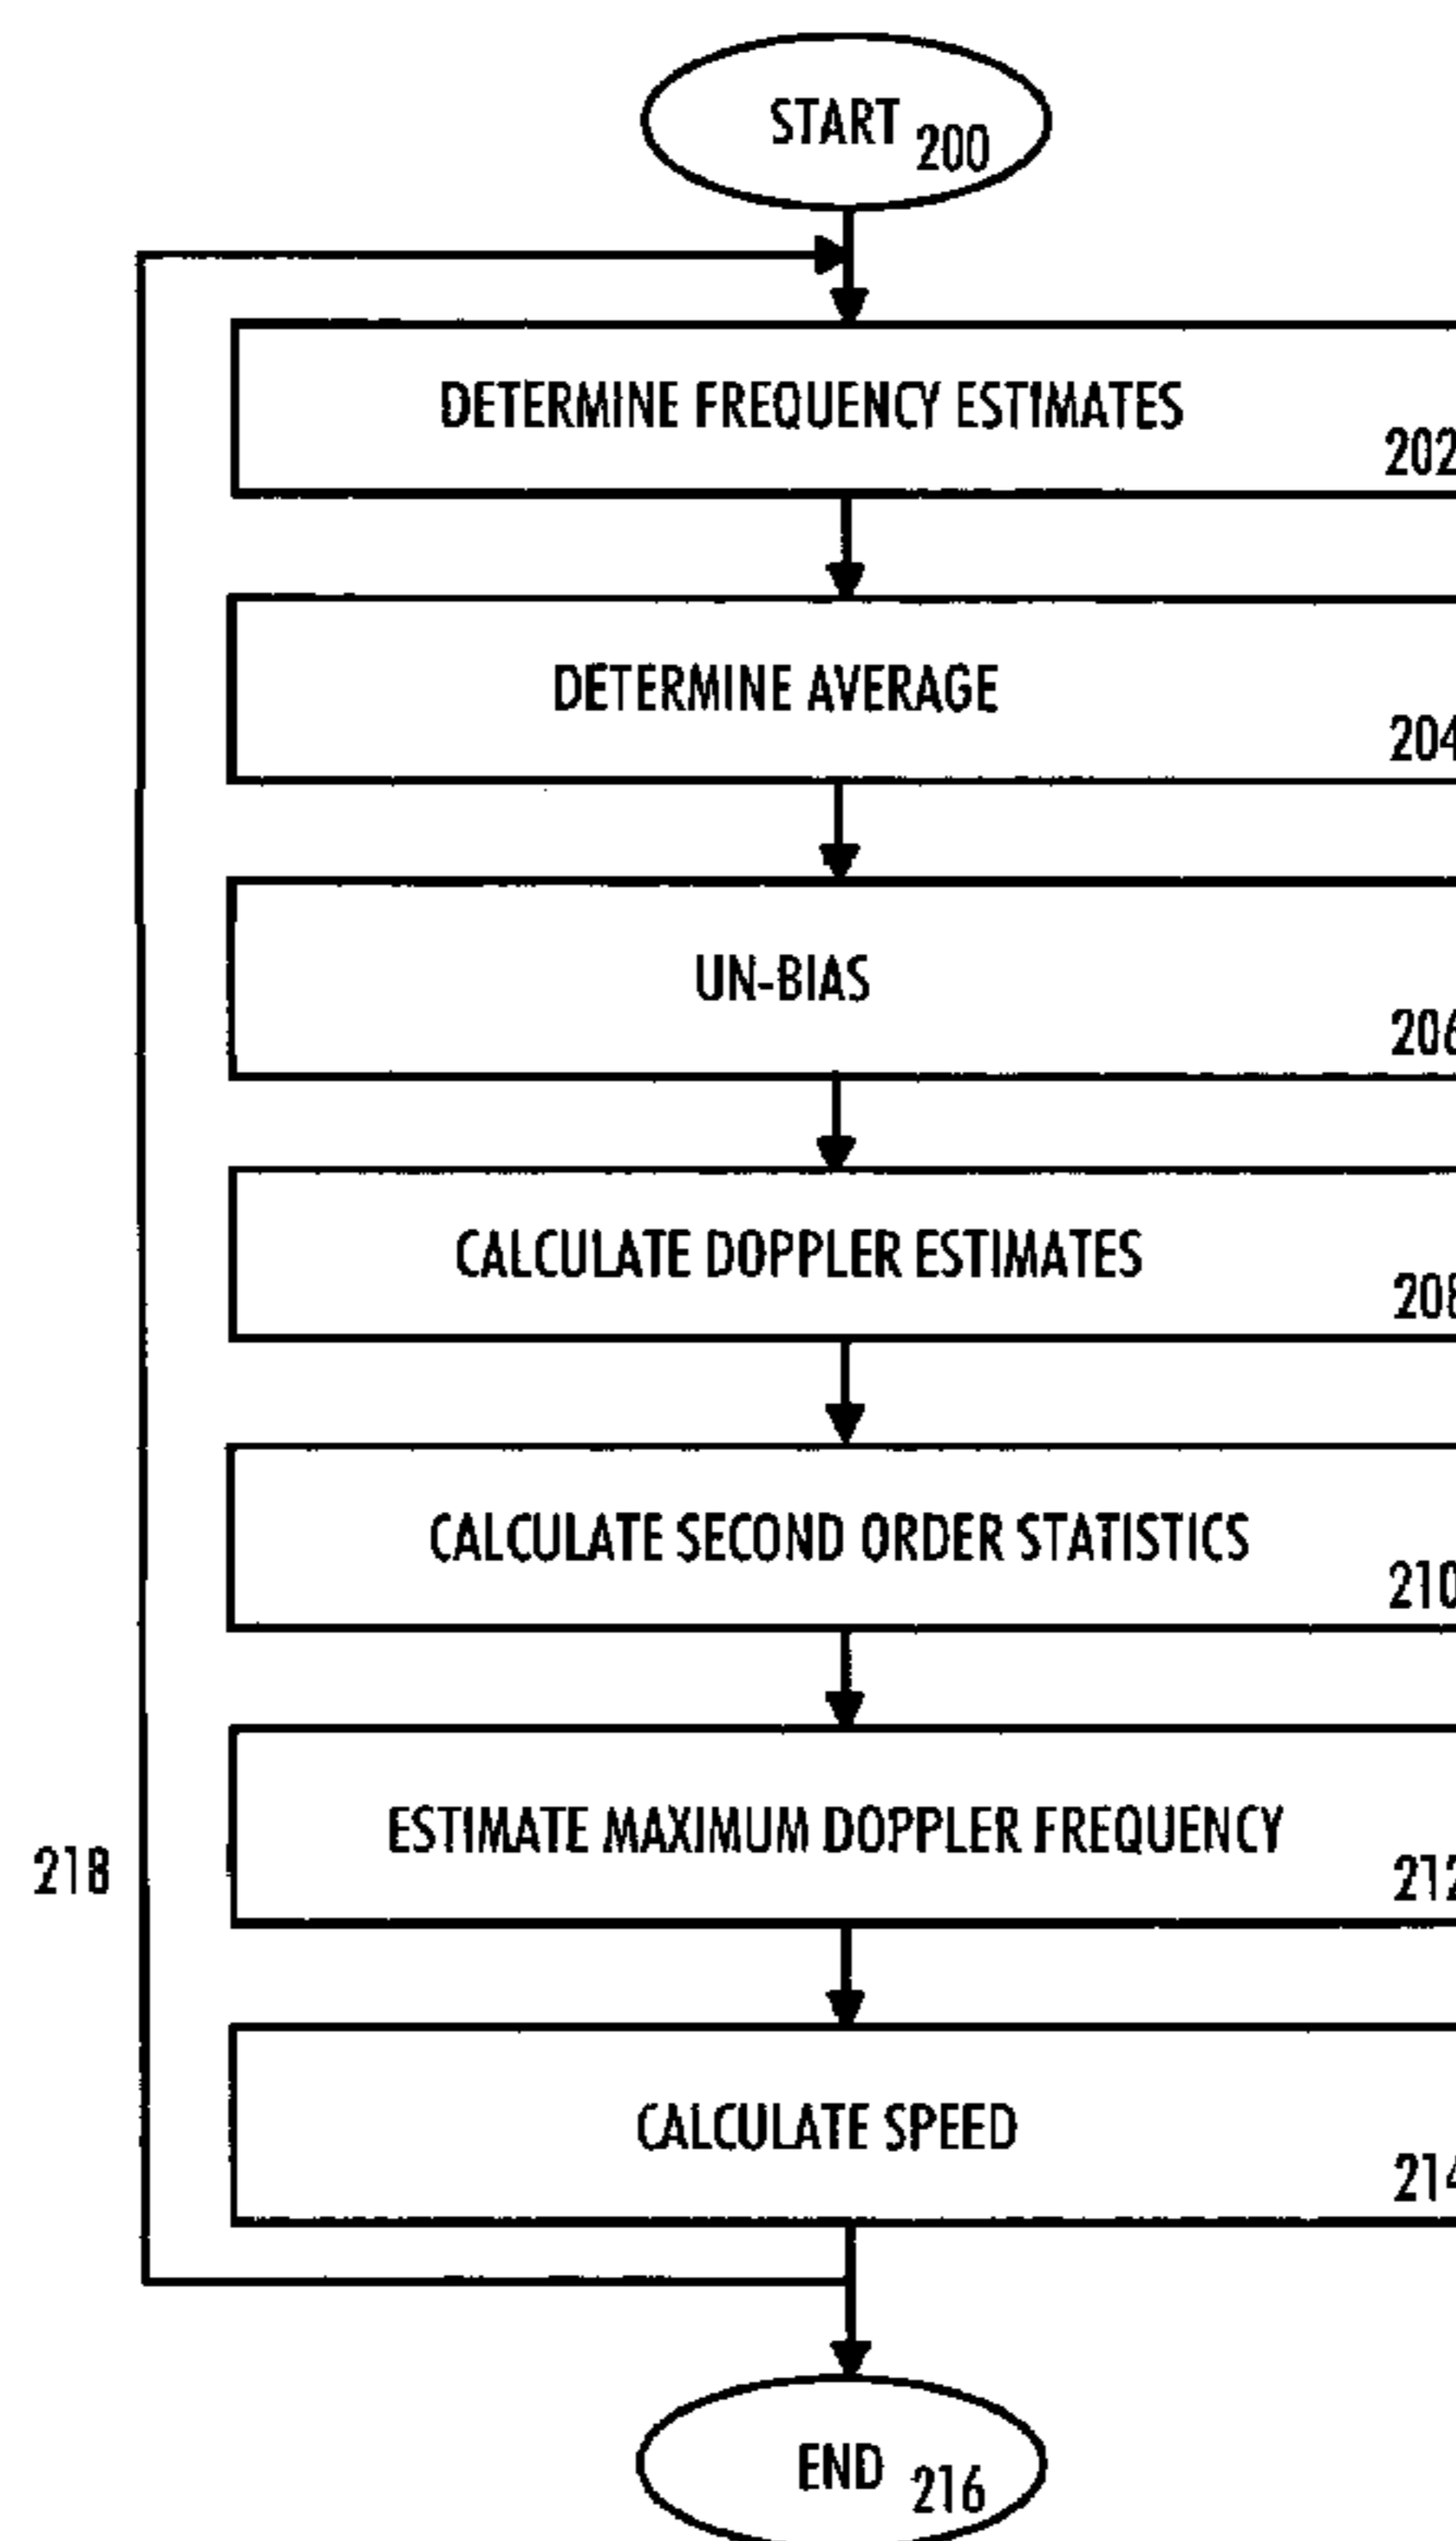 START 200
DETERMINE FREQUENCY ESTIMATES
202
DETERMINE AVERAGE
204
UN-BIAS
206
CALCULATE DOPPLER ESTIMATES
208
CALCULATE SECOND ORDER STATISTICS
210
ESTIMATE MAXIMUM DOPPLER FREQUENCY
212
218
CALCULATE SPEED
214
END 216